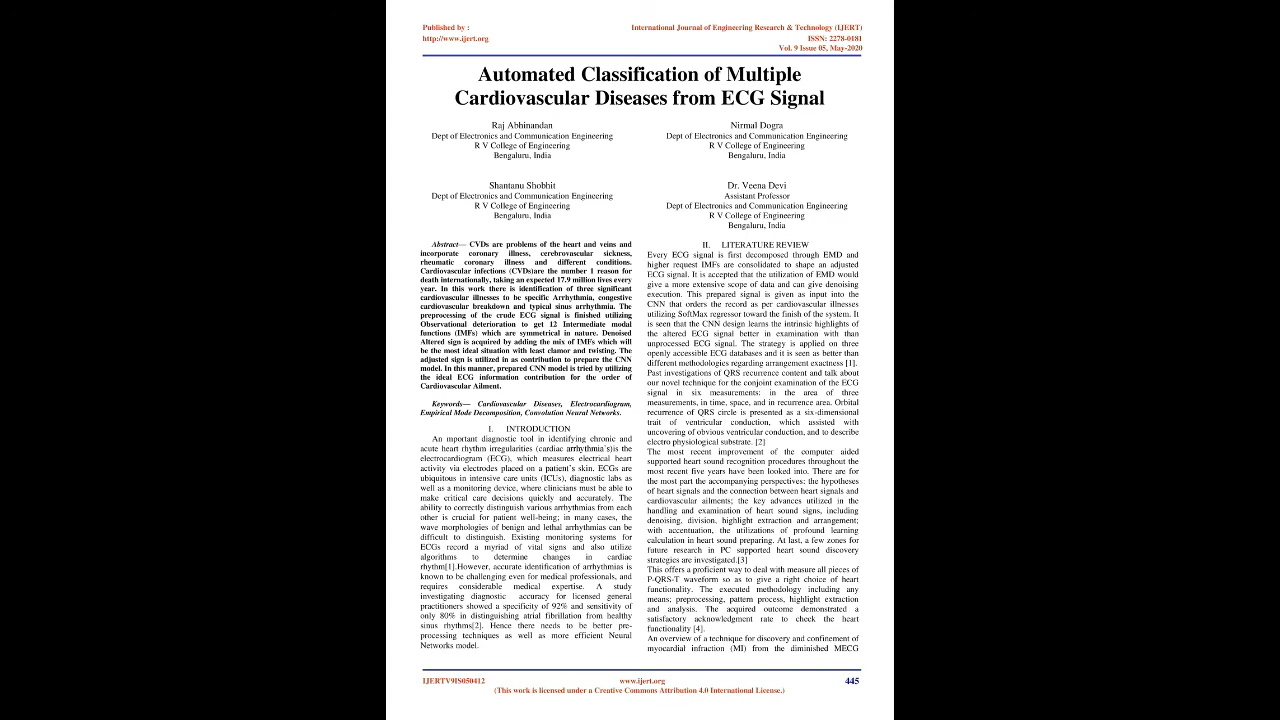 Published by :
http://www.ijert.org
International Journal of Engineering Research & Technology (IJERT)
ISSN: 2278-0181
Vol. 9 Issue 05, May-2020
Automated Classification of Multiple
Cardiovascular Diseases from ECG Signal
Raj Abhinandan
Dept of Electronics and Communication Engineering
R V College of Engineering
Bengaluru, India
Nirmal Dogra
Dept of Electronics and Communication Engineering
R V College of Engineering
Bengaluru, India
Shantanu Shobhit
Dept of Electronics and Communication Engineering
R V College of Engineering
Bengaluru, India
Dr. Veena Devi
Assistant Professor
Dept of Electronics and Communication Engineering
R V College of Engineering
Bengaluru, India
Abstract— CVDs are problems of the heart and veins and
incorporate coronary illness, cerebrovascular sickness,
rheumatic coronary illness and different conditions.
Cardiovascular infections (CVDs)are the number 1 reason for
death internationally, taking an expected 17.9 million lives every
year. In this work there is identification of three significant
cardiovascular illnesses to be specific Arrhythmia, congestive
cardiovascular breakdown and typical sinus arrhythmia. The
preprocessing of the crude ECG signal is finished utilizing
Observational deterioration to get 12 Intermediate modal
functions (IMFs) which are symmetrical in nature. Denoised
Altered sign is acquired by adding the mix of IMFs which will
be the most ideal situation with least clamor and twisting. The
adjusted sign is utilized in as contribution to prepare the CNN
model. In this manner, prepared CNN model is tried by utilizing
the ideal ECG information contribution for the order of
Cardiovascular Ailment.
Keywords— Cardiovascular Diseases, Electrocardiogram,
Empirical Mode Decomposition, Convolution Neural Networks.
I. INTRODUCTION
An mportant diagnostic tool in identifying chronic and
acute heart rhythm irregularities (cardiac arrhythmia's)is the
electrocardiogram (ECG), which measures electrical heart
activity via electrodes placed on a patient's skin. ECGs are
ubiquitous in intensive care units (ICUs), diagnostic labs as
well as a monitoring device, where clinicians must be able to
make critical care decisions quickly and accurately. The
ability to correctly distinguish various arrhythmias from each
other is crucial for patient well-being; in many cases, the
wave morphologies of benign and lethal arrhythmias can be
difficult to distinguish. Existing monitoring systems for
ECGs record a myriad of vital signs and also utilize
algorithms to determine changes in cardiac
rhythm[1].However, accurate identification of arrhythmias is
known to be challenging even for medical professionals, and
requires considerable medical expertise. A study
investigating diagnostic accuracy for licensed general
practitioners showed a specificity of 92% and sensitivity of
only 80% in distinguishing atrial fibrillation from healthy
sinus rhythms[2]. Hence there needs to be better pre-
processing techniques as well as more efficient Neural
Networks model.
II. LITERATURE REVIEW
Every ECG signal is first decomposed through EMD and
higher request IMFs are consolidated to shape an adjusted
ECG signal. It is accepted that the utilization of EMD would
give a more extensive scope of data and can give denoising
execution. This prepared signal is given as input into the
CNN that orders the record as per cardiovascular illnesses
utilizing SoftMax regressor toward the finish of the system. It
is seen that the CNN design learns the intrinsic highlights of
the altered ECG signal better in examination with than
unprocessed ECG signal. The strategy is applied on three
openly accessible ECG databases and it is seen as better than
different methodologies regarding arrangement exactness [1].
Past investigations of QRS recurrence content and talk about
our novel technique for the conjoint examination of the ECG
signal in six measurements: in the area of three
measurements, in time, space, and in recurrence area. Orbital
recurrence of QRS circle is presented as a six-dimensional
trait of ventricular conduction, which assisted with
uncovering of obvious ventricular conduction, and to describe
electro physiological substrate. [2]
The most recent improvement of the computer aided
supported heart sound recognition procedures throughout the
most recent five years have been looked into. There are for
the most part the accompanying perspectives: the hypotheses
of heart signals and the connection between heart signals and
cardiovascular ailments; the key advances utilized in the
handling and examination of heart sound signs, including
denoising, division, highlight extraction and arrangement;
with accentuation, the utilizations of profound learning
calculation in heart sound preparing. At last, a few zones for
future research in PC supported heart sound discovery
strategies are investigated.[3]
This offers a proficient way to deal with measure all pieces of
P-QRS-T waveform so as to give a right choice of heart
functionality. The executed methodology including any
means; preprocessing, pattern process, highlight extraction
and analysis. The acquired outcome demonstrated a
satisfactory acknowledgment rate to check the heart
functionality [4].
An overview of a technique for discovery and confinement of
myocardial infraction (MI) from the diminished MECG
IJERTV9IS050412
www.ijert.org
445
(This work is licensed under a Creative Commons Attribution 4.0 International License.)